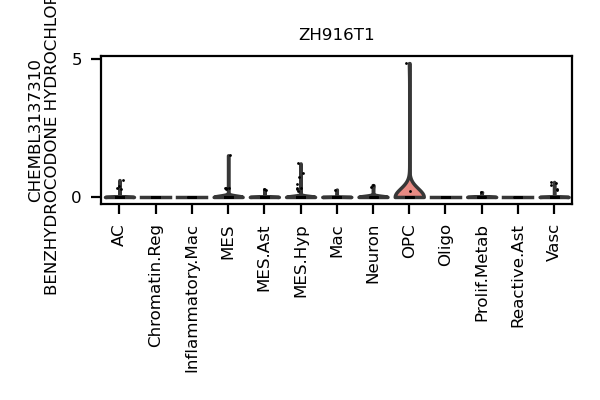 ZH916T1
CHEMBL3137310
BENZHYDROCODONE
5
0
AC
Chromatin.Reg
Inflammatory.Mac
MES
MES.Ast
MES.Hyp
Mac
Neuron
OPC
Oligo
Prolif.Metab
Reactive.Ast
Vasc